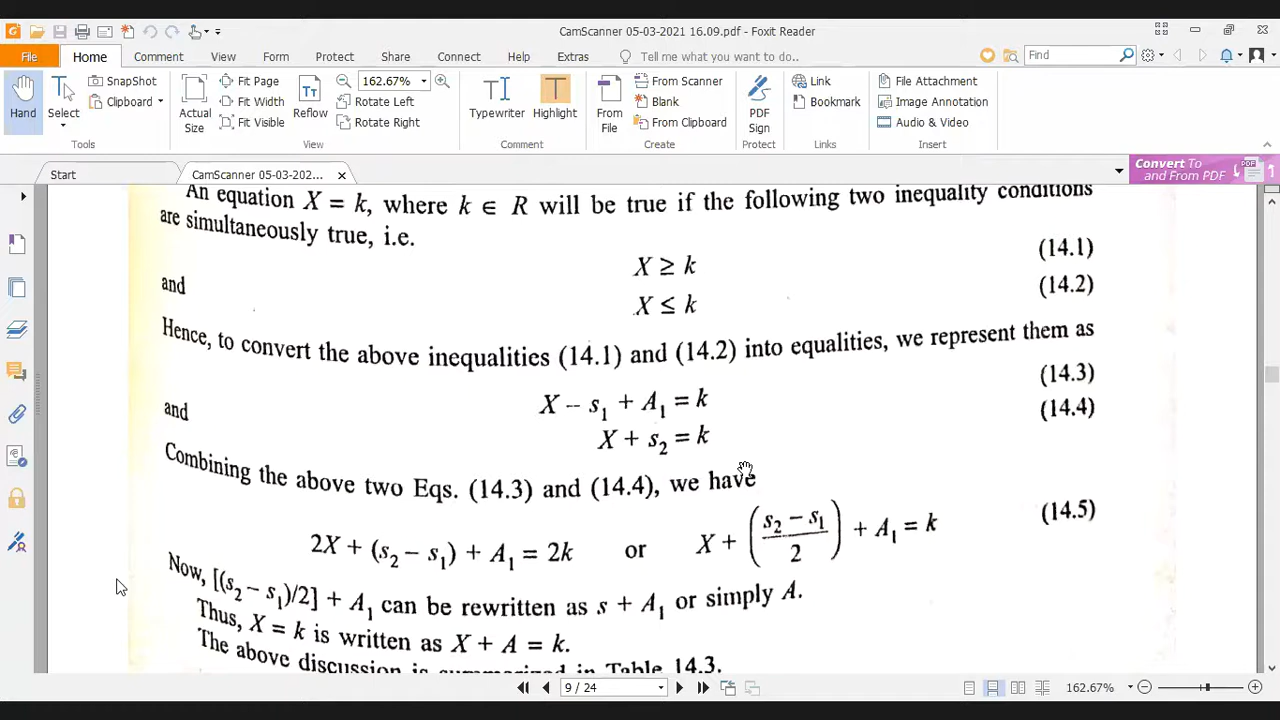 CamScanner 05-03-2021 16.09.pdf - Foxit Reader
File Home Comment View Form Protect Share Connect Help Extras Tell me what you want to do.. Find
Hand Select SnapShot Clipboard Actual Size Fit Page Fit Width Fit Visible Reflow 162.67% Rotate Left Rotate Right Typewriter Highlight From File From Scanner Blank From Clipboard PDF Sign Link Bookmark File Attachment Image Annotation Audio & Video
Tools View Comment Create Protect Links Insert
Start CamScanner 05-03-202... Convert To and From PDF
An equation X = k, where k ∈ R will be true if the following two inequality conditions
are simultaneously true, i.e.
X ≥ k (14.1)
and
X ≤ k (14.2)
Hence, to convert the above inequalities (14.1) and (14.2) into equalities, we represent them as
X – s₁ + A₁ = k (14.3)
and
X + s₂ = k (14.4)
Combining the above two Eqs. (14.3) and (14.4), we have
2X + (s₂ – s₁) + A₁ = 2k or X + ((s₂ – s₁)/2) + A₁ = k (14.5)
Now, [(s₂ – s₁)/2] + A₁ can be rewritten as s + A₁ or simply A.
Thus, X = k is written as X + A = k.
The above discussion is summarized in Table 14.3.
9 / 24 162.67%